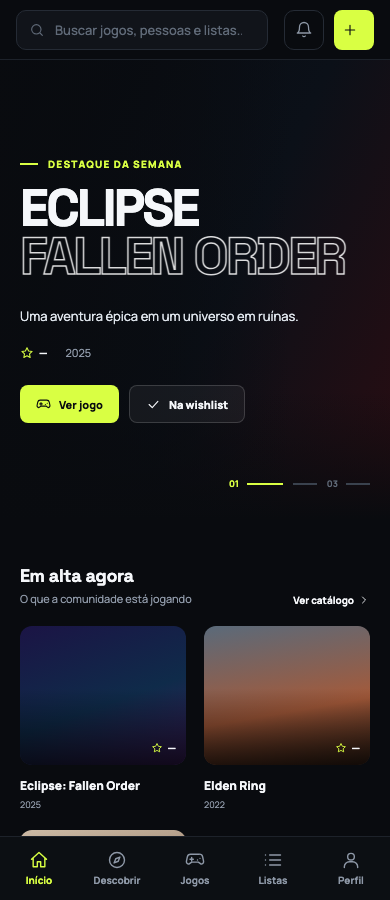 Buscar jogos, pessoas e listas..
DESTAQUE DA SEMANA
ECLIPSE
FALLEN ORDER
Uma aventura épica em um universo em ruínas.
– 2025
Ver jogo
Na wishlist
01 03
Em alta agora
O que a comunidade está jogando
Ver catálogo
–
–
Eclipse: Fallen Order
2025
Elden Ring
2022
Início
Descobrir
Jogos
Listas
Perfil